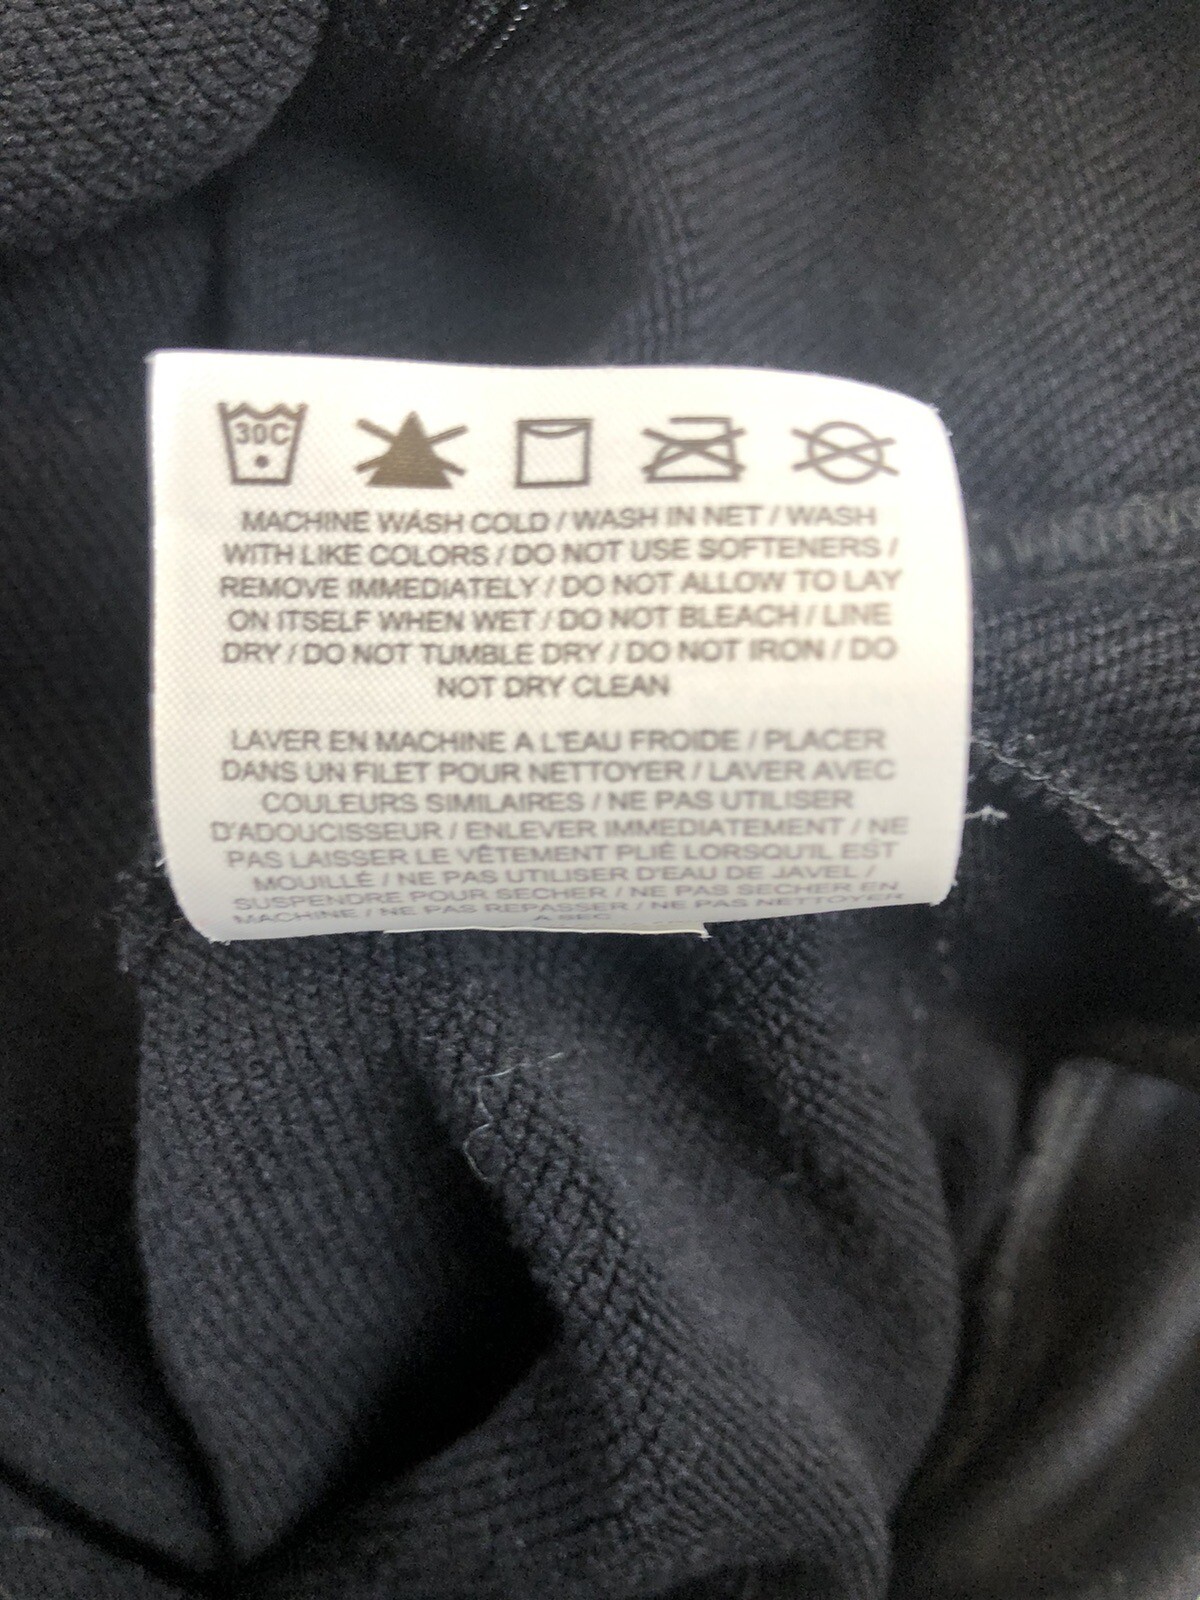 30C
MACHINE WASH COLD / WASH IN NET / WASH
WITH LIKE COLORS / DO NOT USE SOFTENERS /
REMOVE IMMEDIATELY / DO NOT ALLOW TO LAY
ON ITSELF WHEN WET / DO NOT BLEACH / LINE
DRY / DO NOT TUMBLE DRY / DO NOT IRON / DO
NOT DRY CLEAN
LAVER EN MACHINE A L'EAU FROIDE / PLACER
DANS UN FILET POUR NETTOYER / LAVER AVEC
COULEURS SIMILAIRES / NE PAS UTILISER
D'ADOUCISSEUR / ENLEVER IMMEDIATEMENT / NE
PAS LAISSER LE VÊTEMENT PLIÉ LORSQU'IL EST
MOUILLÉ / NE PAS UTILISER D'EAU DE JAVEL /
SUSPENDRE POUR SECHER / NE PAS SECHER EN
MACHINE / NE PAS REPASSER / NE PAS NETTOYER
A SEC